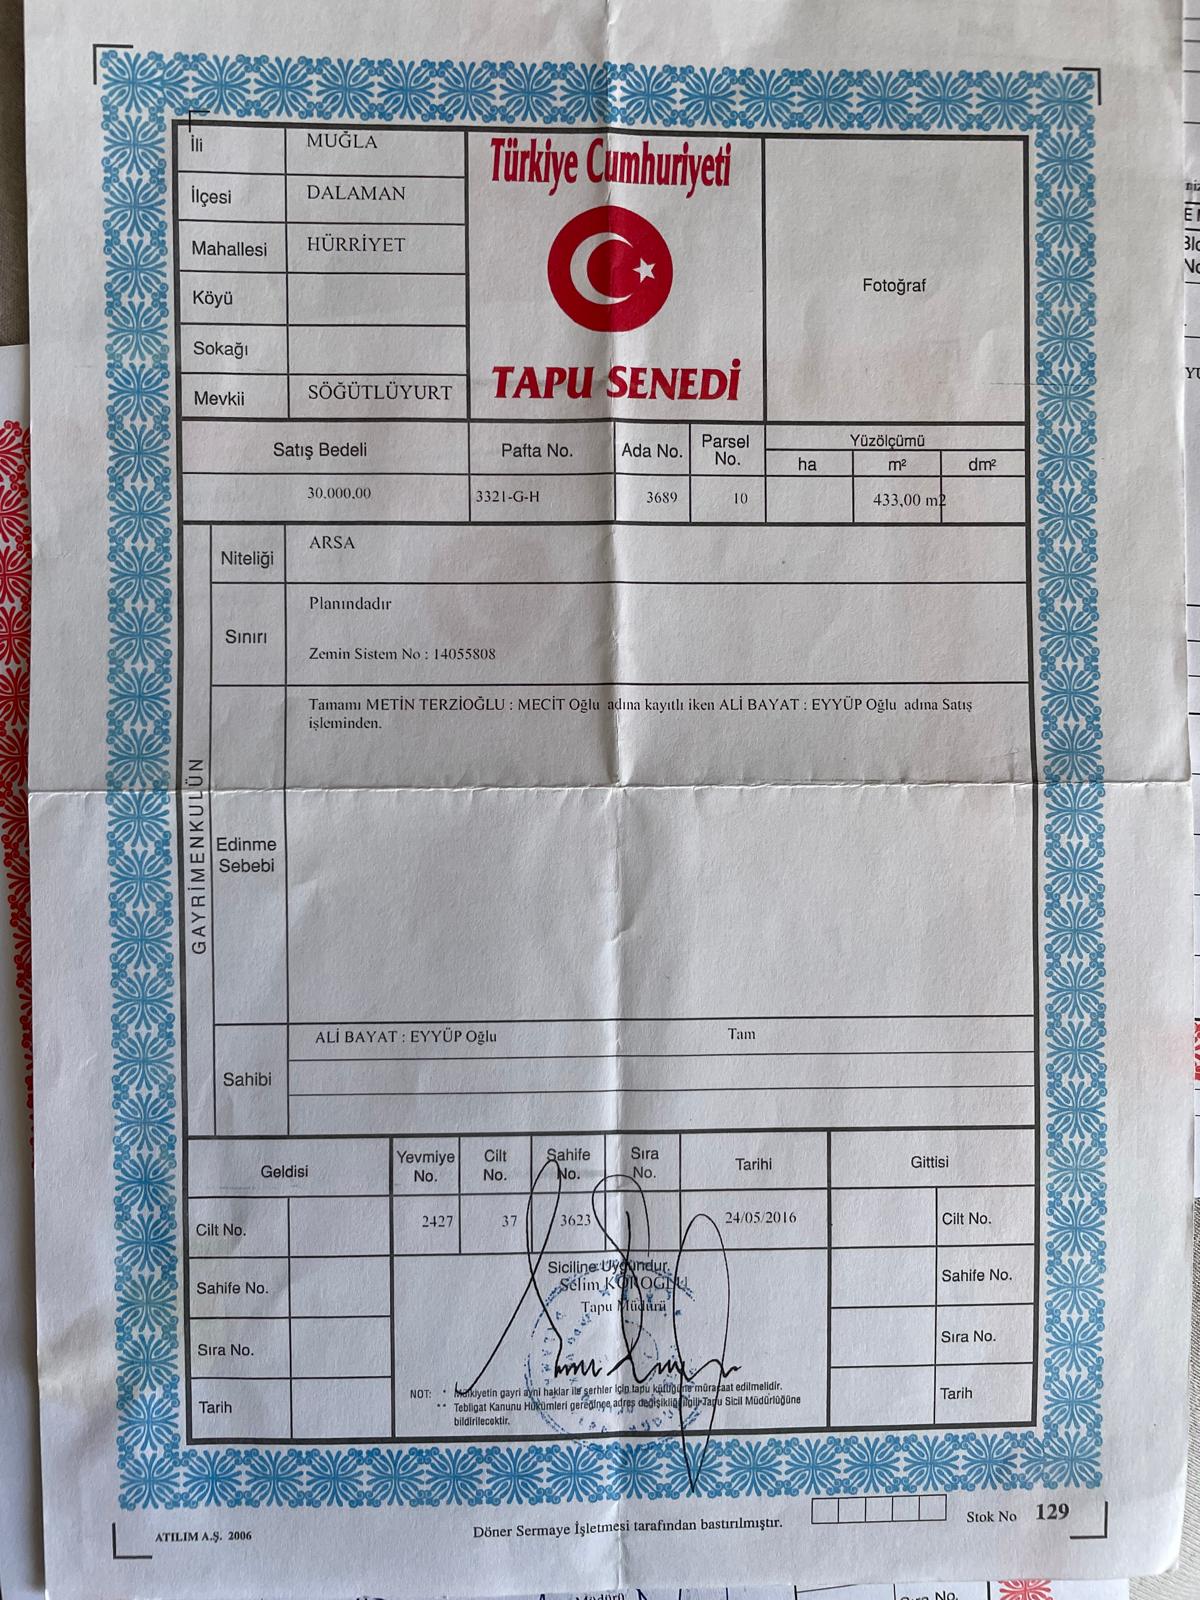 İli MUĞLA
İlçesi DALAMAN
Mahallesi HÜRRİYET
Köyü
Sokağı
Mevkii SÖĞÜTLÜYURT
Türkiye Cumhuriyeti
TAPU SENEDİ
Fotoğraf
Satış Bedeli
Pafta No.
Ada No.
Parsel No.
Yüzölçümü
ha m² dm²
30.000,00 3321-G-H 3689 10 433,00 m2
GAYRİMENKULÜN
Niteliği ARSA
Sınırı
Planındadır
Zemin Sistem No : 14055808
Edinme Sebebi
Tamamı METİN TERZİOĞLU : MECİT Oğlu adına kayıtlı iken ALİ BAYAT : EYYÜP Oğlu adına Satış
işleminden.
Sahibi
ALİ BAYAT : EYYÜP Oğlu Tam
Geldisi
Yevmiye No.
Cilt No.
Sahife No.
Sıra No.
Tarihi
Gittisi
Cilt No. 2427 37 3623 24/05/2016 Cilt No.
Sahife No. Sahife No.
Sıra No. Sıra No.
Tarih Tarih
Siciline Uygundur.
Selim KÖROĞLU
Tapu Müdürü
NOT: * Mülkiyetin gayri ayni haklar ile şerhler için tapu kütüğüne müracaat edilmelidir.
** Tebligat Kanunu Hükümleri gereğince adres değişikliği ilgili Tapu Sicil Müdürlüğüne
bildirilecektir.
ATILIM A.Ş. 2006
Döner Sermaye İşletmesi tarafından bastırılmıştır.
Stok No 129